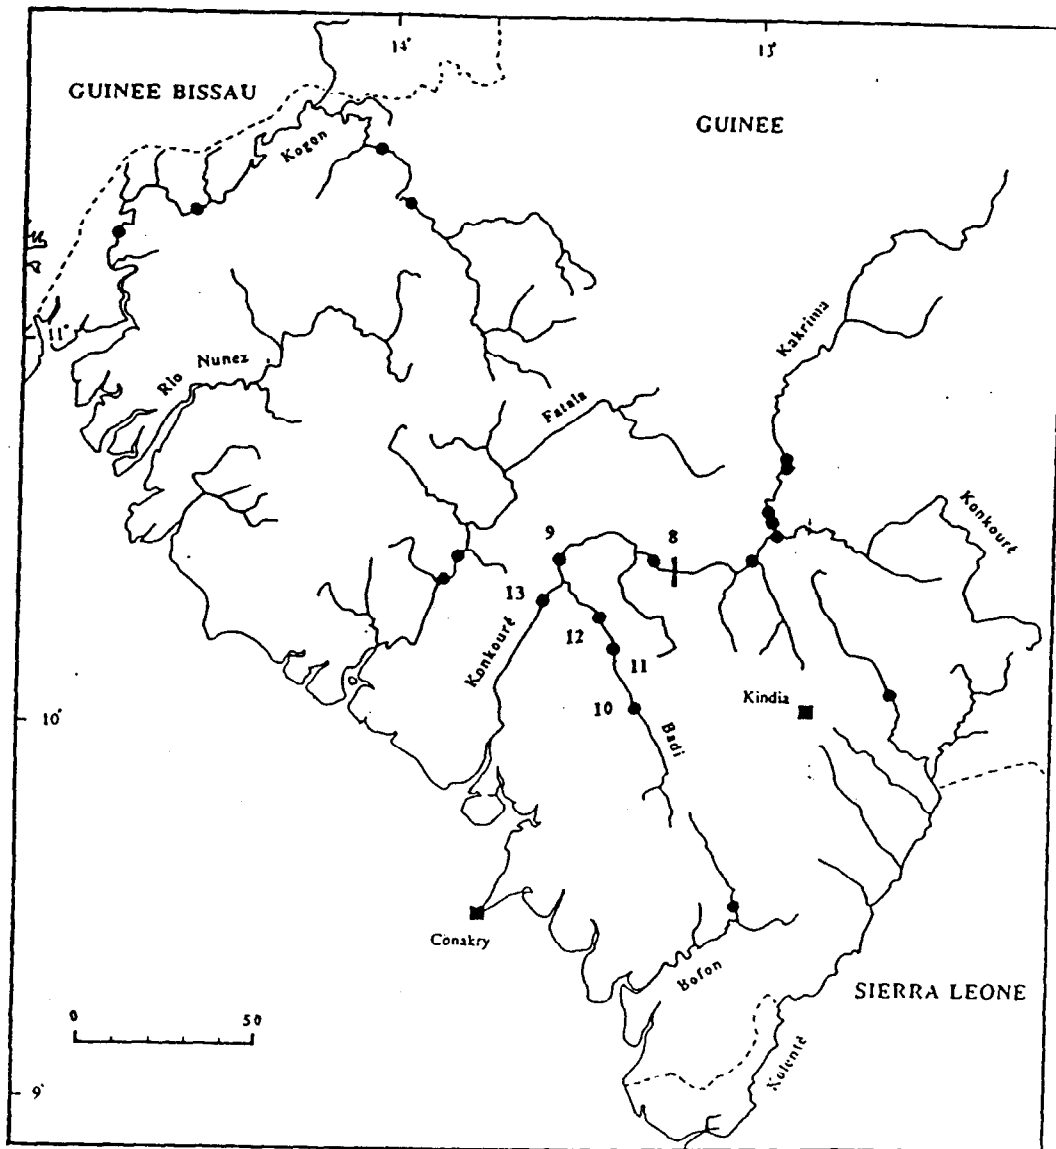 14°
13°
GUINEE BISSAU
GUINEE
Kogon
11°
Rio Nunez
Kakrima
Fatala
Konkouré
9
8
13
12
11
Konkouré
10
Kindia
10°
Badi
Conakry
Bofon
SIERRA LEONE
0 50
Kolenté
9°